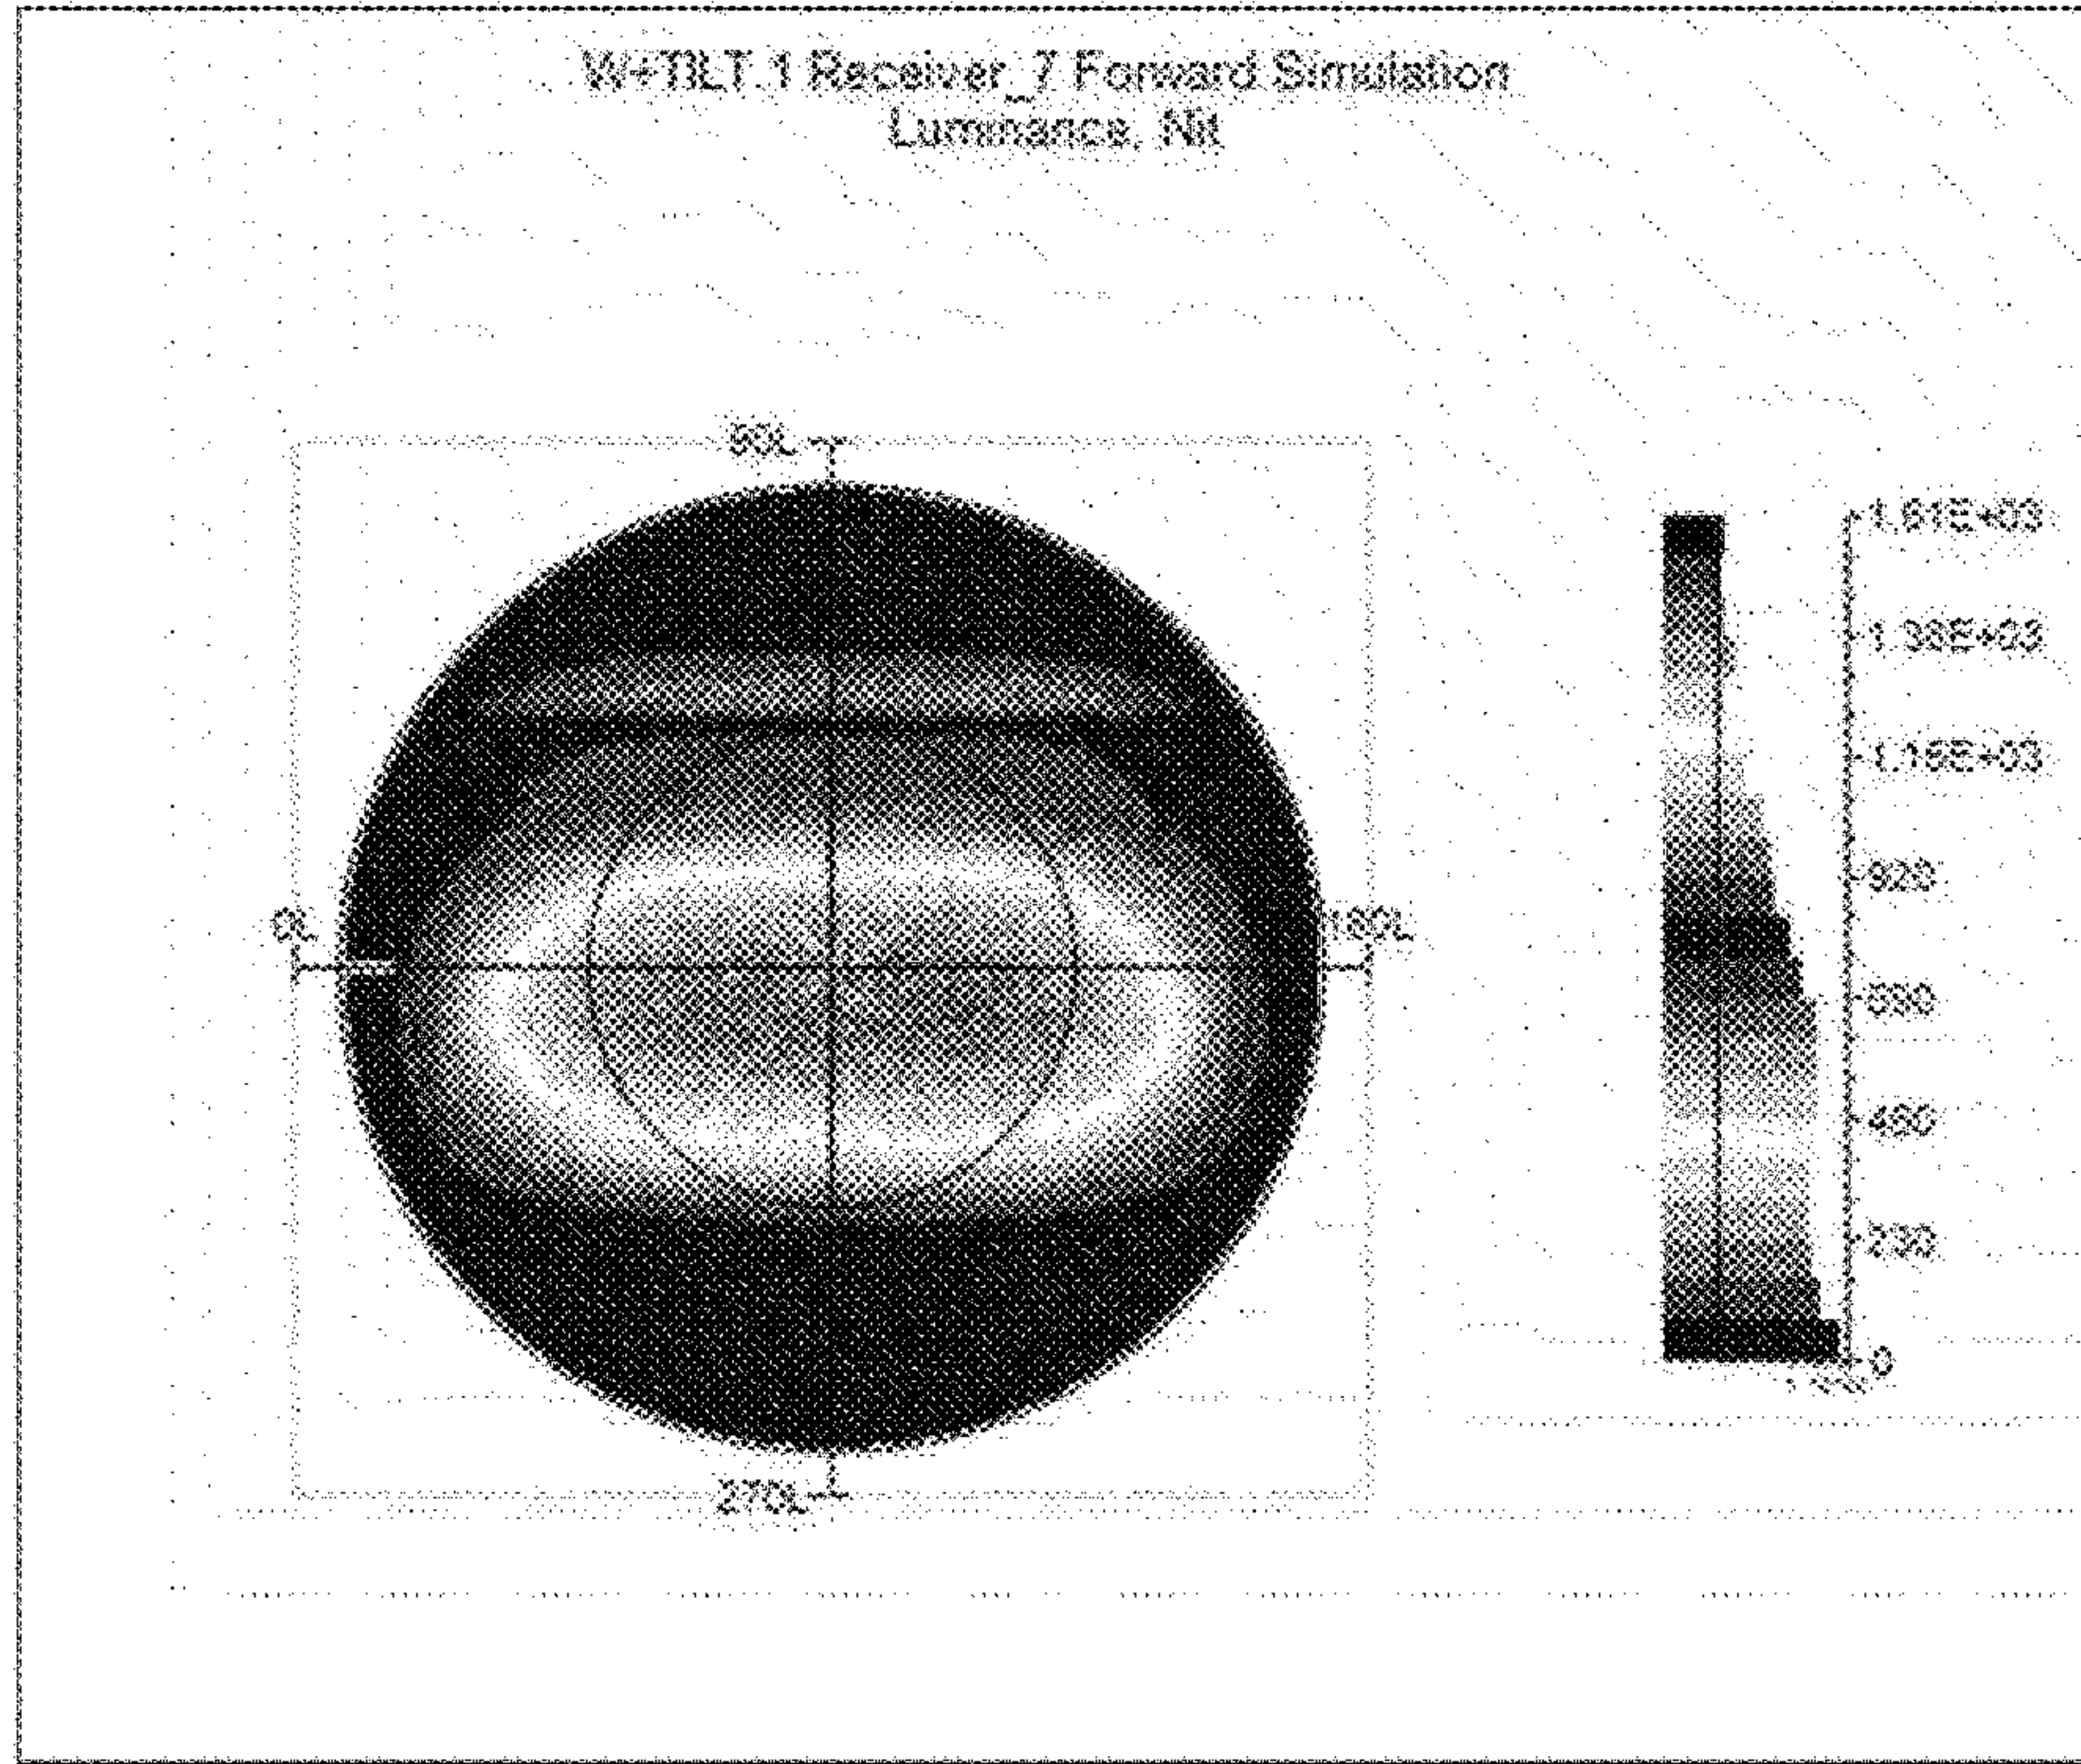 W+TILT.1 Receiver_7 Forward Simulation
Luminance, Nit
90L
1.61E+03
1.38E+03
1.15E+03
920
0L
180L
690
460
230
0
270L